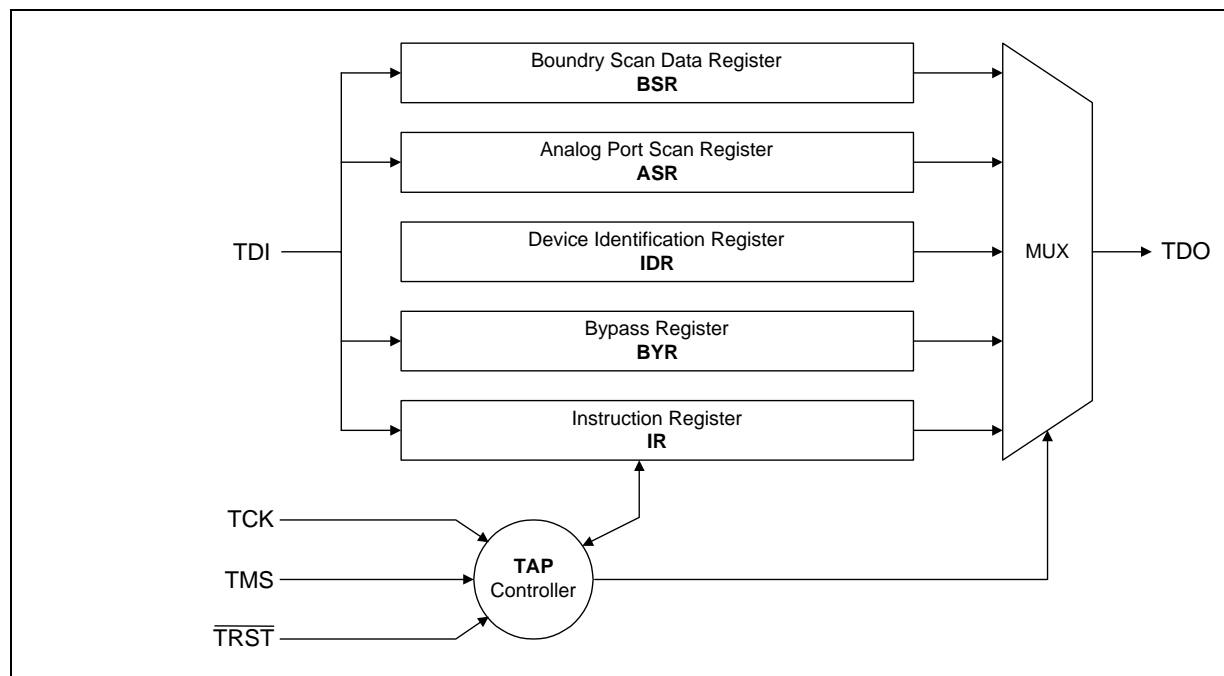 Boundry Scan Data Register
BSR
Analog Port Scan Register
ASR
Device Identification Register
IDR
Bypass Register
BYR
Instruction Register
IR
TDI
MUX
TDO
TCK
TMS
TRST
TAP
Controller